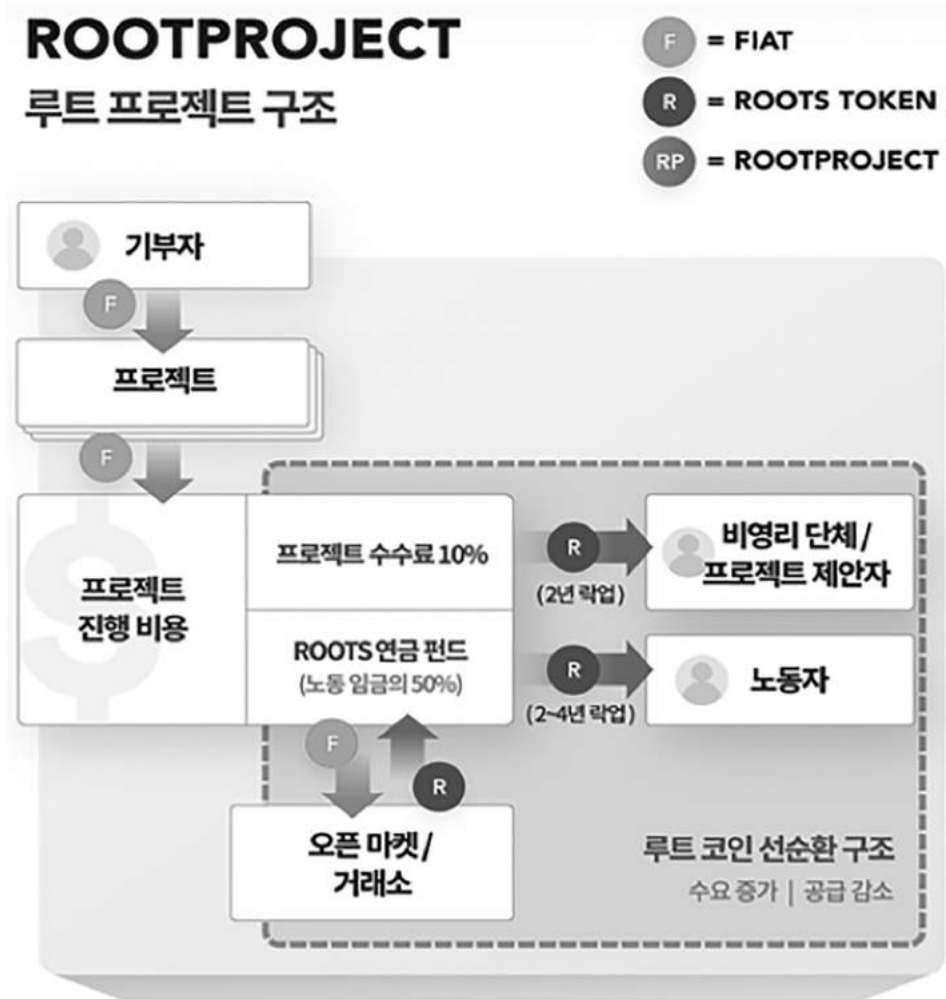 ROOTPROJECT
루트 프로젝트 구조
F = FIAT
R = ROOTS TOKEN
RP = ROOTPROJECT
기부자
F
프로젝트
F
$
프로젝트
진행 비용
프로젝트 수수료 10%
R
(2년 락업)
비영리 단체 /
프로젝트 제안자
ROOTS 연금 펀드
(노동 임금의 50%)
R
(2~4년 락업)
노동자
F
R
오픈 마켓 /
거래소
루트 코인 선순환 구조
수요 증가 | 공급 감소